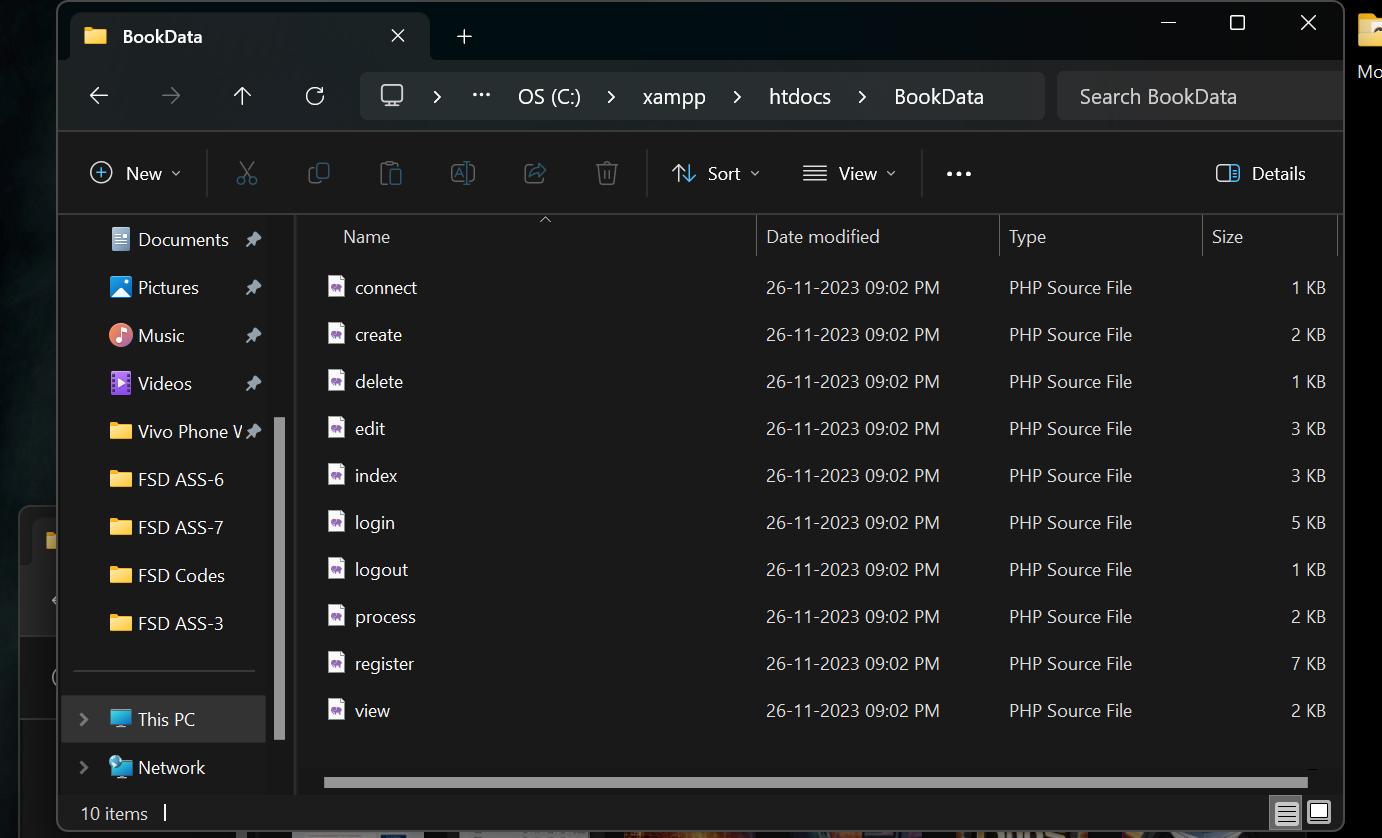 BookData
Mo
OS (C:) xampp htdocs BookData
Search BookData
New Sort View Details
Name Date modified Type Size
Documents
Pictures
Music
Videos
Vivo Phone V
FSD ASS-6
FSD ASS-7
FSD Codes
FSD ASS-3
This PC
Network
connect 26-11-2023 09:02 PM PHP Source File 1 KB
create 26-11-2023 09:02 PM PHP Source File 2 KB
delete 26-11-2023 09:02 PM PHP Source File 1 KB
edit 26-11-2023 09:02 PM PHP Source File 3 KB
index 26-11-2023 09:02 PM PHP Source File 3 KB
login 26-11-2023 09:02 PM PHP Source File 5 KB
logout 26-11-2023 09:02 PM PHP Source File 1 KB
process 26-11-2023 09:02 PM PHP Source File 2 KB
register 26-11-2023 09:02 PM PHP Source File 7 KB
view 26-11-2023 09:02 PM PHP Source File 2 KB
10 items